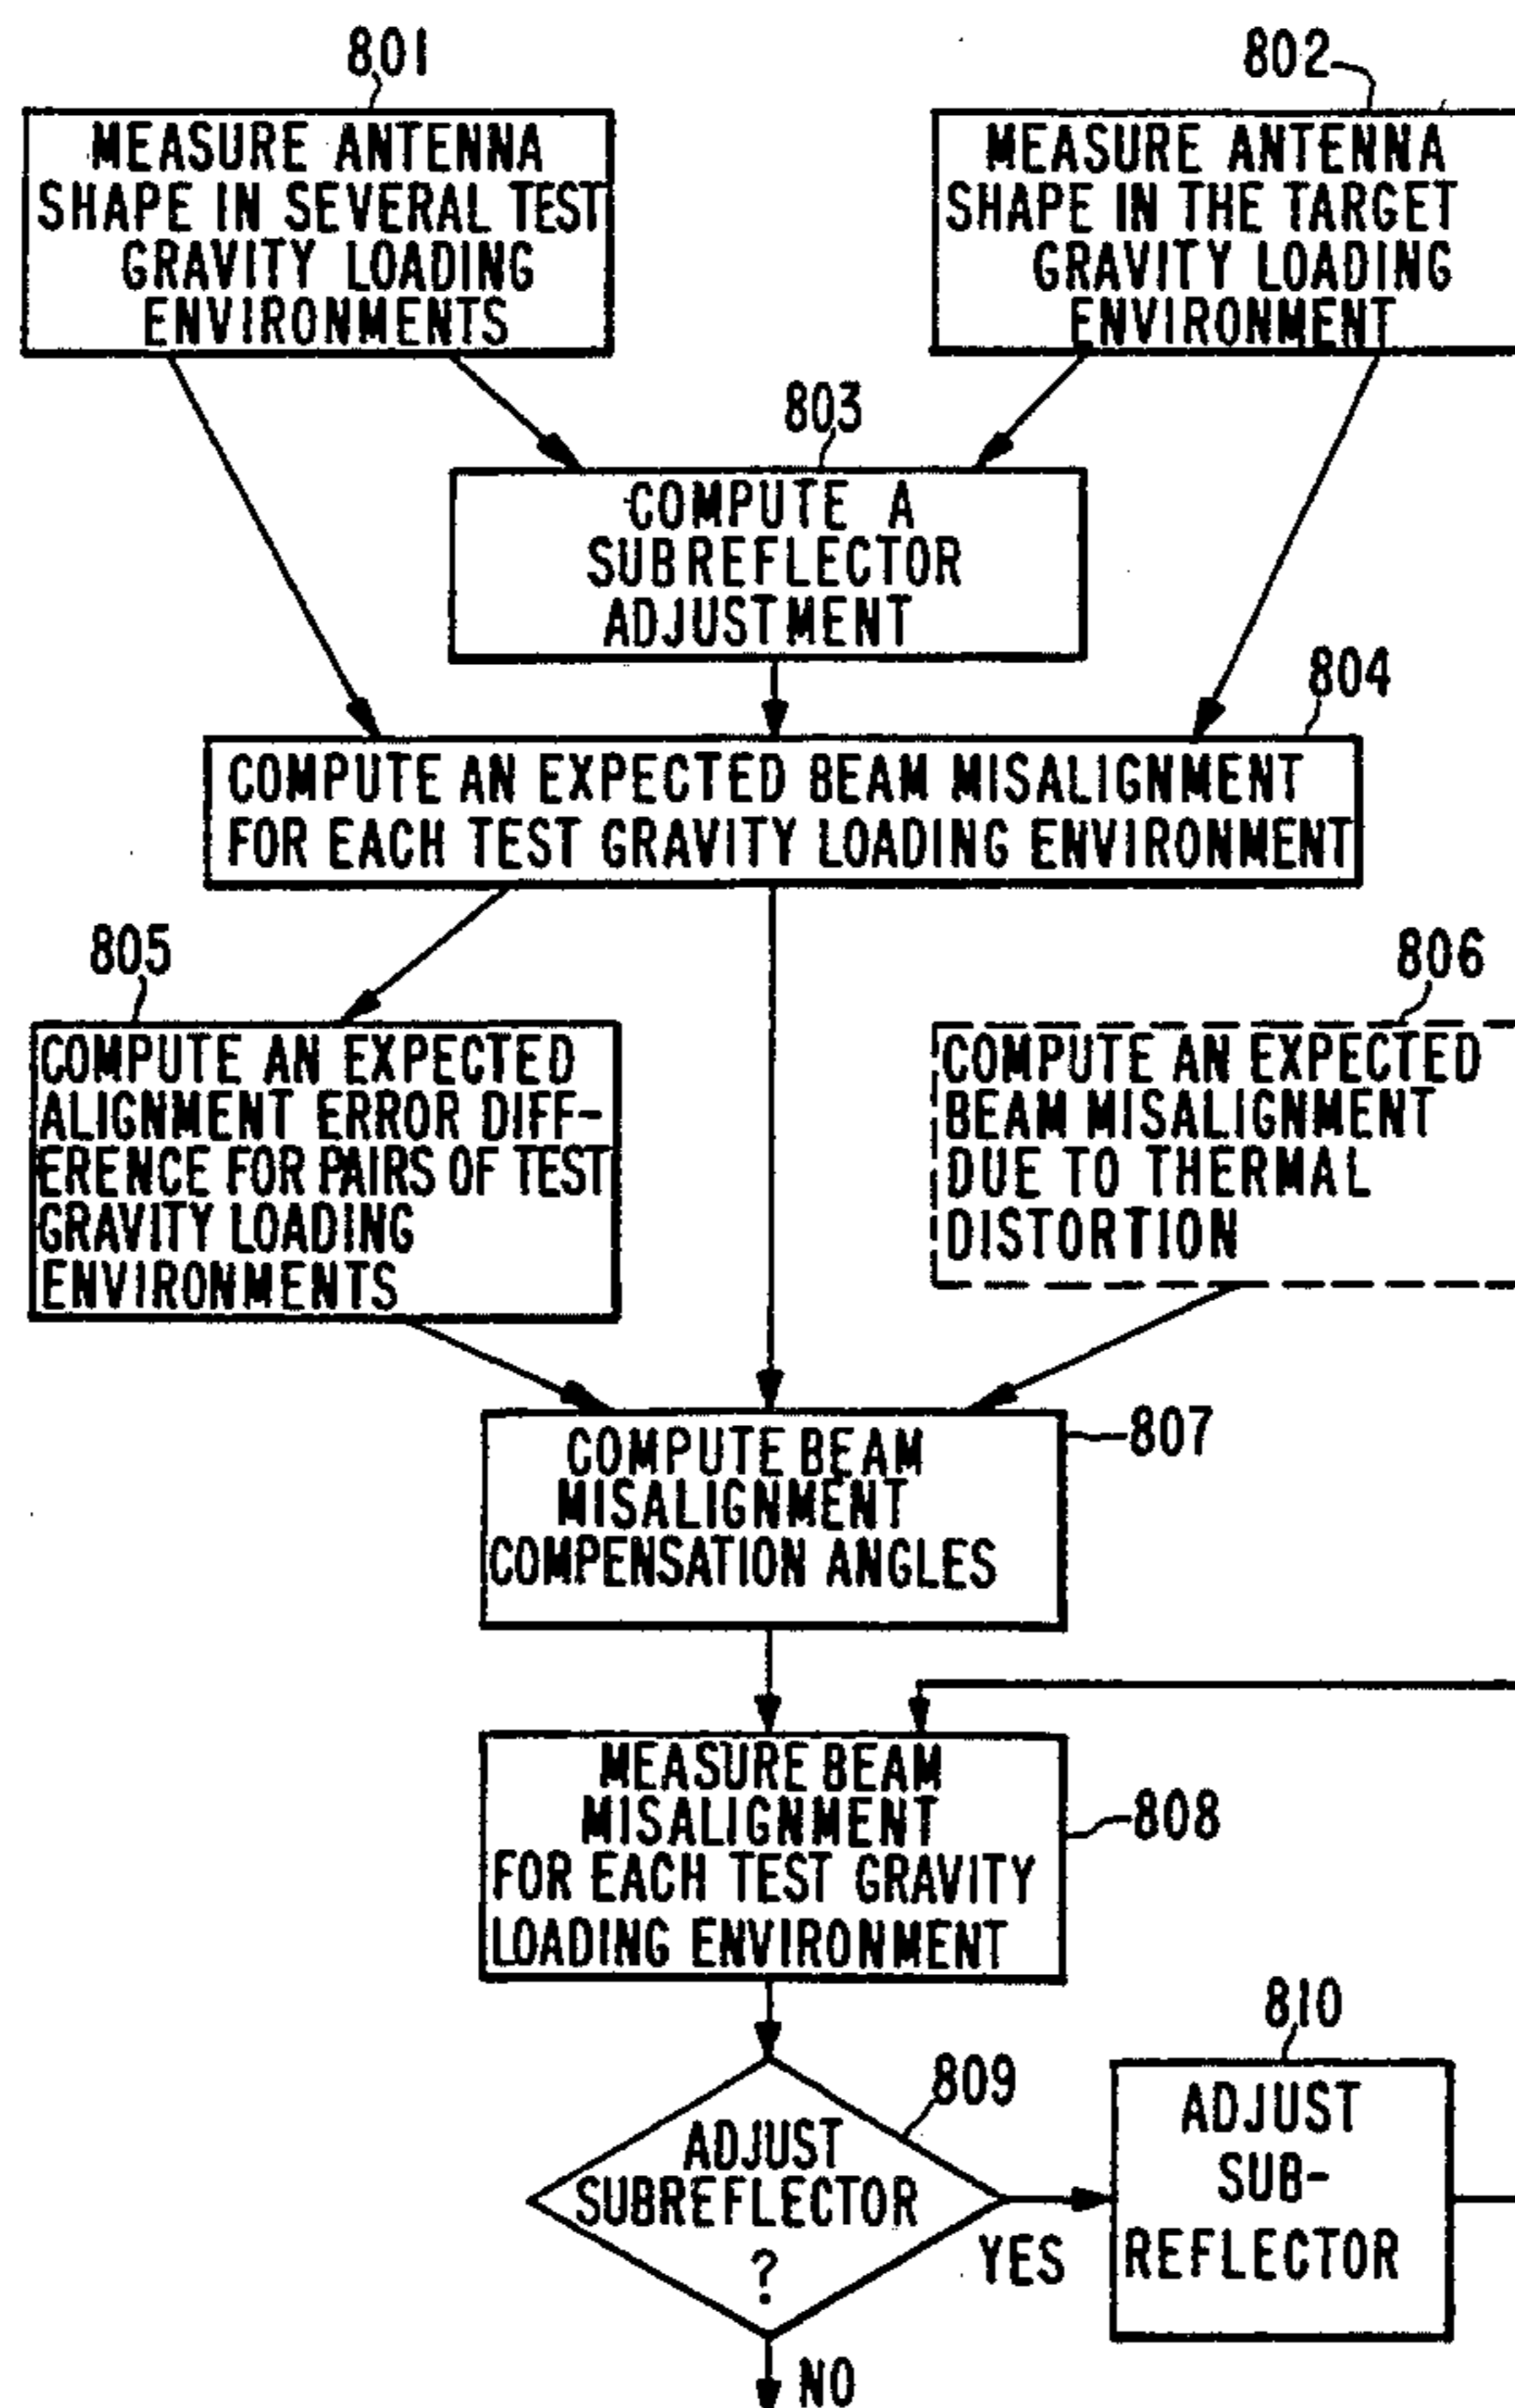 801
MEASURE ANTENNA
SHAPE IN SEVERAL TEST
GRAVITY LOADING
ENVIRONMENTS
802
MEASURE ANTENNA
SHAPE IN THE TARGET
GRAVITY LOADING
ENVIRONMENT
803
COMPUTE A
SUBREFLECTOR
ADJUSTMENT
804
COMPUTE AN EXPECTED BEAM MISALIGNMENT
FOR EACH TEST GRAVITY LOADING ENVIRONMENT
805
COMPUTE AN EXPECTED
ALIGNMENT ERROR DIFF-
ERENCE FOR PAIRS OF TEST
GRAVITY LOADING
ENVIRONMENTS
806
COMPUTE AN EXPECTED
BEAM MISALIGNMENT
DUE TO THERMAL
DISTORTION
807
COMPUTE BEAM
MISALIGNMENT
COMPENSATION ANGLES
808
MEASURE BEAM
MISALIGNMENT
FOR EACH TEST GRAVITY
LOADING ENVIRONMENT
809
ADJUST
SUBREFLECTOR
?
YES
NO
810
ADJUST
SUB-
REFLECTOR